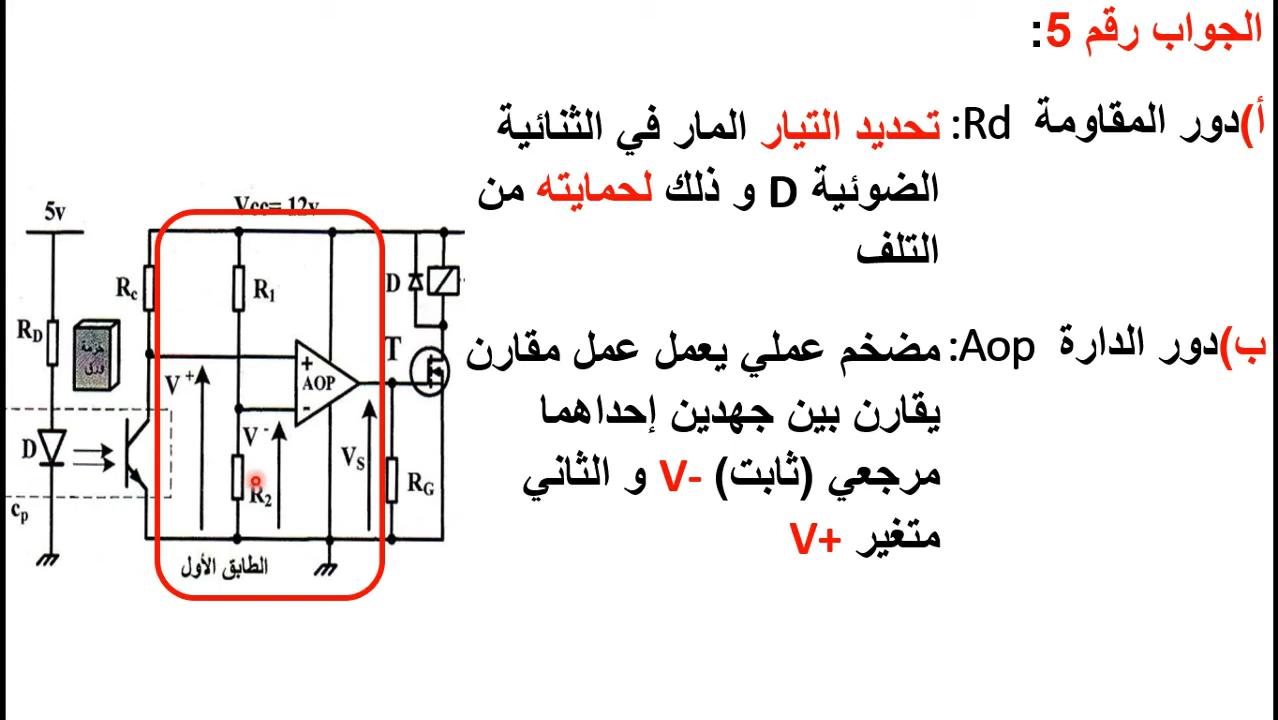 الجواب رقم 5:
أ)دور المقاومة Rd: تحديد التيار المار في الثنائية
الضوئية D و ذلك لحمايته من
التلف
ب)دور الدارة Aop: مضخم عملي يعمل عمل مقارن
يقارن بين جهدين إحداهما
مرجعي (ثابت) V- و الثاني
متغير V+
5v
Vcc= 12v
Rc
R1
D
RD
حزمة
ورق
T
+
AOP
-
V+
V-
D
Vs
RG
R2
cp
الطابق الأول